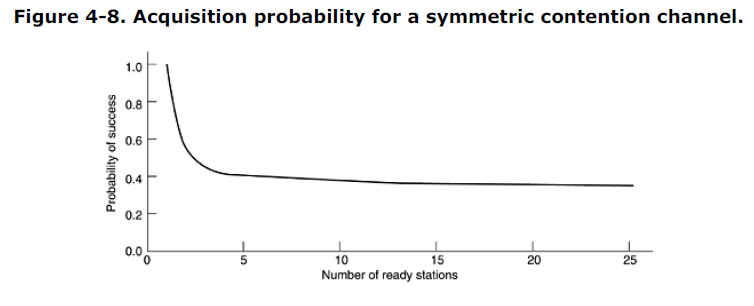 Figure 4-8. Acquisition probability for a symmetric contention channel.
1.0
0.8
0.6
0.4
0.2
0.0
Probability of success
0 5 10 15 20 25
Number of ready stations